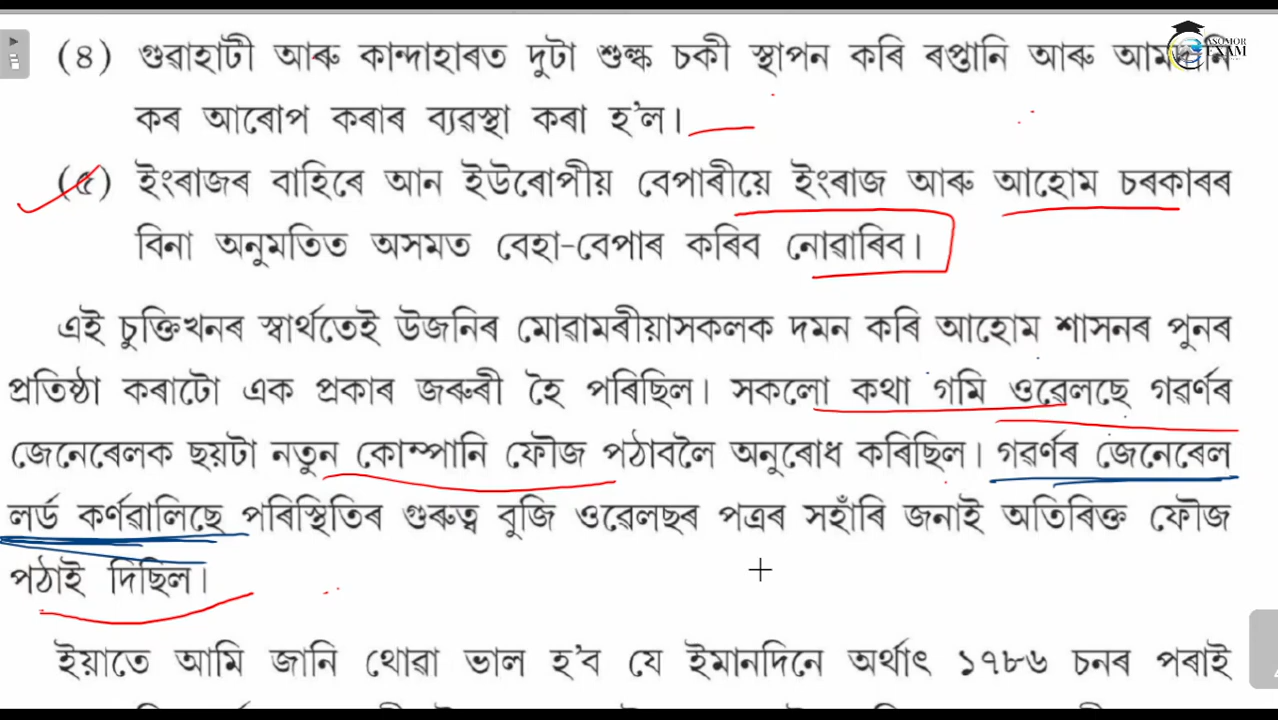 (৪) গুৱাহাটী আৰু কান্দাহাৰত দুটা শুল্ক চকী স্থাপন কৰি ৰপ্তানি আৰু আমদানি
কৰ আৰোপ কৰাৰ ব্যৱস্থা কৰা হ'ল।
(৫) ইংৰাজৰ বাহিৰে আন ইউৰোপীয় বেপাৰীয়ে ইংৰাজ আৰু আহোম চৰকাৰৰ
বিনা অনুমতিত অসমত বেহা-বেপাৰ কৰিব নোৱাৰিব।
এই চুক্তিখনৰ স্বাৰ্থতেই উজনিৰ মোৱামৰীয়াসকলক দমন কৰি আহোম শাসনৰ পুনৰ
প্ৰতিষ্ঠা কৰাটো এক প্ৰকাৰ জৰুৰী হৈ পৰিছিল। সকলো কথা গমি ওৱেলছে গৱৰ্ণৰ
জেনেৰেলক ছয়টা নতুন কোম্পানি ফৌজ পঠাবলৈ অনুৰোধ কৰিছিল। গৱৰ্ণৰ জেনেৰেল
লৰ্ড কৰ্ণৱালিছে পৰিস্থিতিৰ গুৰুত্ব বুজি ওৱেলছৰ পত্ৰৰ সহাঁৰি জনাই অতিৰিক্ত ফৌজ
পঠাই দিছিল।
ইয়াতে আমি জানি থোৱা ভাল হ'ব যে ইমানদিনে অৰ্থাৎ ১৭৮৬ চনৰ পৰাই
ASOMOR
EXAM